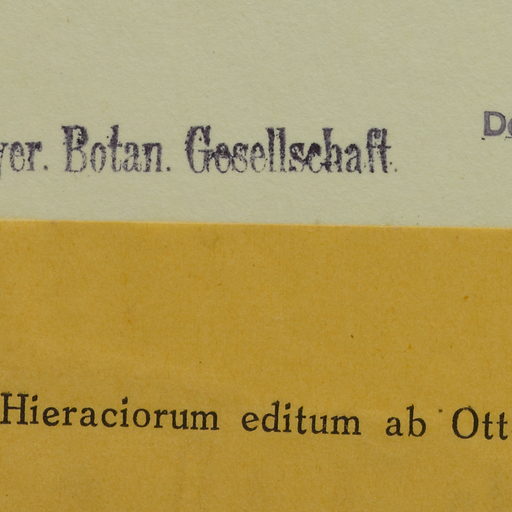 yer. Botan. Gesellschaft. D
Hieraciorum editum ab Ott